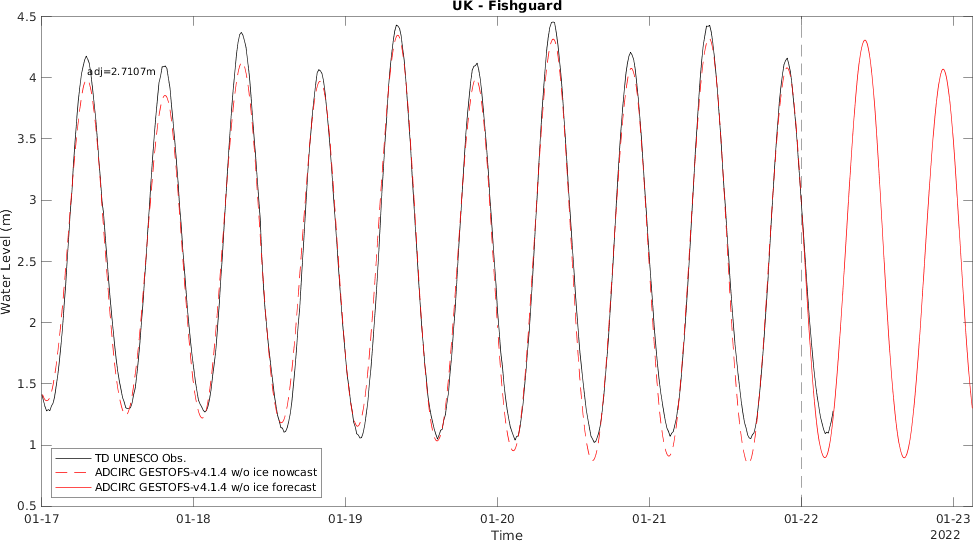 UK - Fishguard
4.5
4
3.5
3
2.5
2
1.5
1
0.5
Water Level (m)
adj=2.7107m
TD UNESCO Obs.
ADCIRC GESTOFS-v4.1.4 w/o ice nowcast
ADCIRC GESTOFS-v4.1.4 w/o ice forecast
01-17
01-18
01-19
01-20
01-21
01-22
01-23
Time
2022